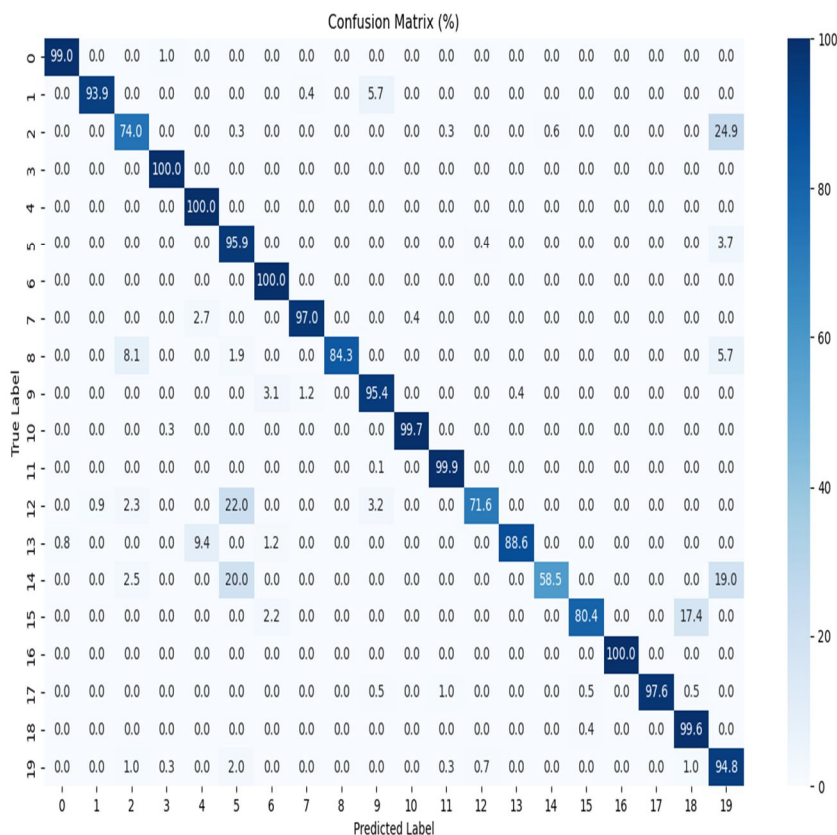 Confusion Matrix (%)
0 99.0 0.0 0.0 1.0 0.0 0.0 0.0 0.0 0.0 0.0 0.0 0.0 0.0 0.0 0.0 0.0 0.0 0.0 0.0 0.0
1 0.0 93.9 0.0 0.0 0.0 0.0 0.0 0.4 0.0 5.7 0.0 0.0 0.0 0.0 0.0 0.0 0.0 0.0 0.0 0.0
2 0.0 0.0 74.0 0.0 0.0 0.3 0.0 0.0 0.0 0.0 0.0 0.3 0.0 0.0 0.6 0.0 0.0 0.0 0.0 24.9
3 0.0 0.0 0.0 100.0 0.0 0.0 0.0 0.0 0.0 0.0 0.0 0.0 0.0 0.0 0.0 0.0 0.0 0.0 0.0 0.0
4 0.0 0.0 0.0 0.0 100.0 0.0 0.0 0.0 0.0 0.0 0.0 0.0 0.0 0.0 0.0 0.0 0.0 0.0 0.0 0.0
5 0.0 0.0 0.0 0.0 0.0 95.9 0.0 0.0 0.0 0.0 0.0 0.0 0.4 0.0 0.0 0.0 0.0 0.0 0.0 3.7
6 0.0 0.0 0.0 0.0 0.0 0.0 100.0 0.0 0.0 0.0 0.0 0.0 0.0 0.0 0.0 0.0 0.0 0.0 0.0 0.0
7 0.0 0.0 0.0 0.0 2.7 0.0 0.0 97.0 0.0 0.0 0.4 0.0 0.0 0.0 0.0 0.0 0.0 0.0 0.0 0.0
8 0.0 0.0 8.1 0.0 0.0 1.9 0.0 0.0 84.3 0.0 0.0 0.0 0.0 0.0 0.0 0.0 0.0 0.0 0.0 5.7
9 0.0 0.0 0.0 0.0 0.0 0.0 3.1 1.2 0.0 95.4 0.0 0.0 0.0 0.4 0.0 0.0 0.0 0.0 0.0 0.0
10 0.0 0.0 0.0 0.3 0.0 0.0 0.0 0.0 0.0 0.0 99.7 0.0 0.0 0.0 0.0 0.0 0.0 0.0 0.0 0.0
11 0.0 0.0 0.0 0.0 0.0 0.0 0.0 0.0 0.0 0.1 0.0 99.9 0.0 0.0 0.0 0.0 0.0 0.0 0.0 0.0
12 0.0 0.9 2.3 0.0 0.0 22.0 0.0 0.0 0.0 3.2 0.0 0.0 71.6 0.0 0.0 0.0 0.0 0.0 0.0 0.0
13 0.8 0.0 0.0 0.0 9.4 0.0 1.2 0.0 0.0 0.0 0.0 0.0 0.0 88.6 0.0 0.0 0.0 0.0 0.0 0.0
14 0.0 0.0 2.5 0.0 0.0 20.0 0.0 0.0 0.0 0.0 0.0 0.0 0.0 0.0 58.5 0.0 0.0 0.0 0.0 19.0
15 0.0 0.0 0.0 0.0 0.0 0.0 2.2 0.0 0.0 0.0 0.0 0.0 0.0 0.0 0.0 80.4 0.0 0.0 17.4 0.0
16 0.0 0.0 0.0 0.0 0.0 0.0 0.0 0.0 0.0 0.0 0.0 0.0 0.0 0.0 0.0 0.0 100.0 0.0 0.0 0.0
17 0.0 0.0 0.0 0.0 0.0 0.0 0.0 0.0 0.0 0.5 0.0 1.0 0.0 0.0 0.0 0.5 0.0 97.6 0.5 0.0
18 0.0 0.0 0.0 0.0 0.0 0.0 0.0 0.0 0.0 0.0 0.0 0.0 0.0 0.0 0.0 0.4 0.0 0.0 99.6 0.0
19 0.0 0.0 1.0 0.3 0.0 2.0 0.0 0.0 0.0 0.0 0.0 0.3 0.7 0.0 0.0 0.0 0.0 0.0 1.0 94.8
0 1 2 3 4 5 6 7 8 9 10 11 12 13 14 15 16 17 18 19
Predicted Label
True Label
100
80
60
40
20
0